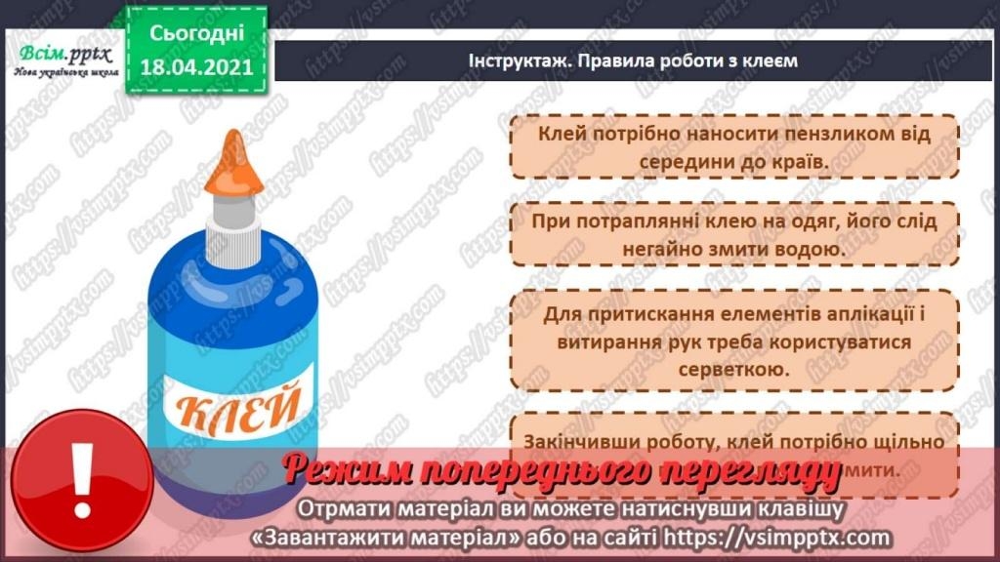 Всім.pptx
Нова українська школа
Сьогодні
18.04.2021
Інструктаж. Правила роботи з клеєм
Клей потрібно наносити пензликом від
середини до країв.
При потраплянні клею на одяг, його слід
негайно змити водою.
Для притискання елементів аплікації і
витирання рук треба користуватися
серветкою.
Закінчивши роботу, клей потрібно щільно
КЛЕЙ
Режим попереднього перегляду
Отрмати матеріал ви можете натиснувши клавішу
«Завантажити матеріал» або на сайті https://vsimpptx.com